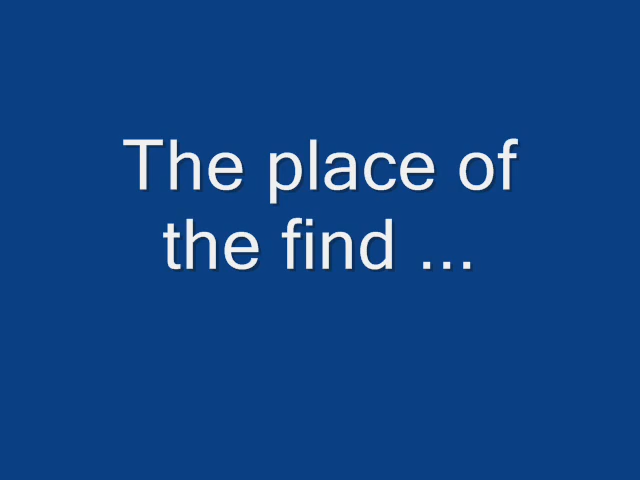 The place of
the find ...